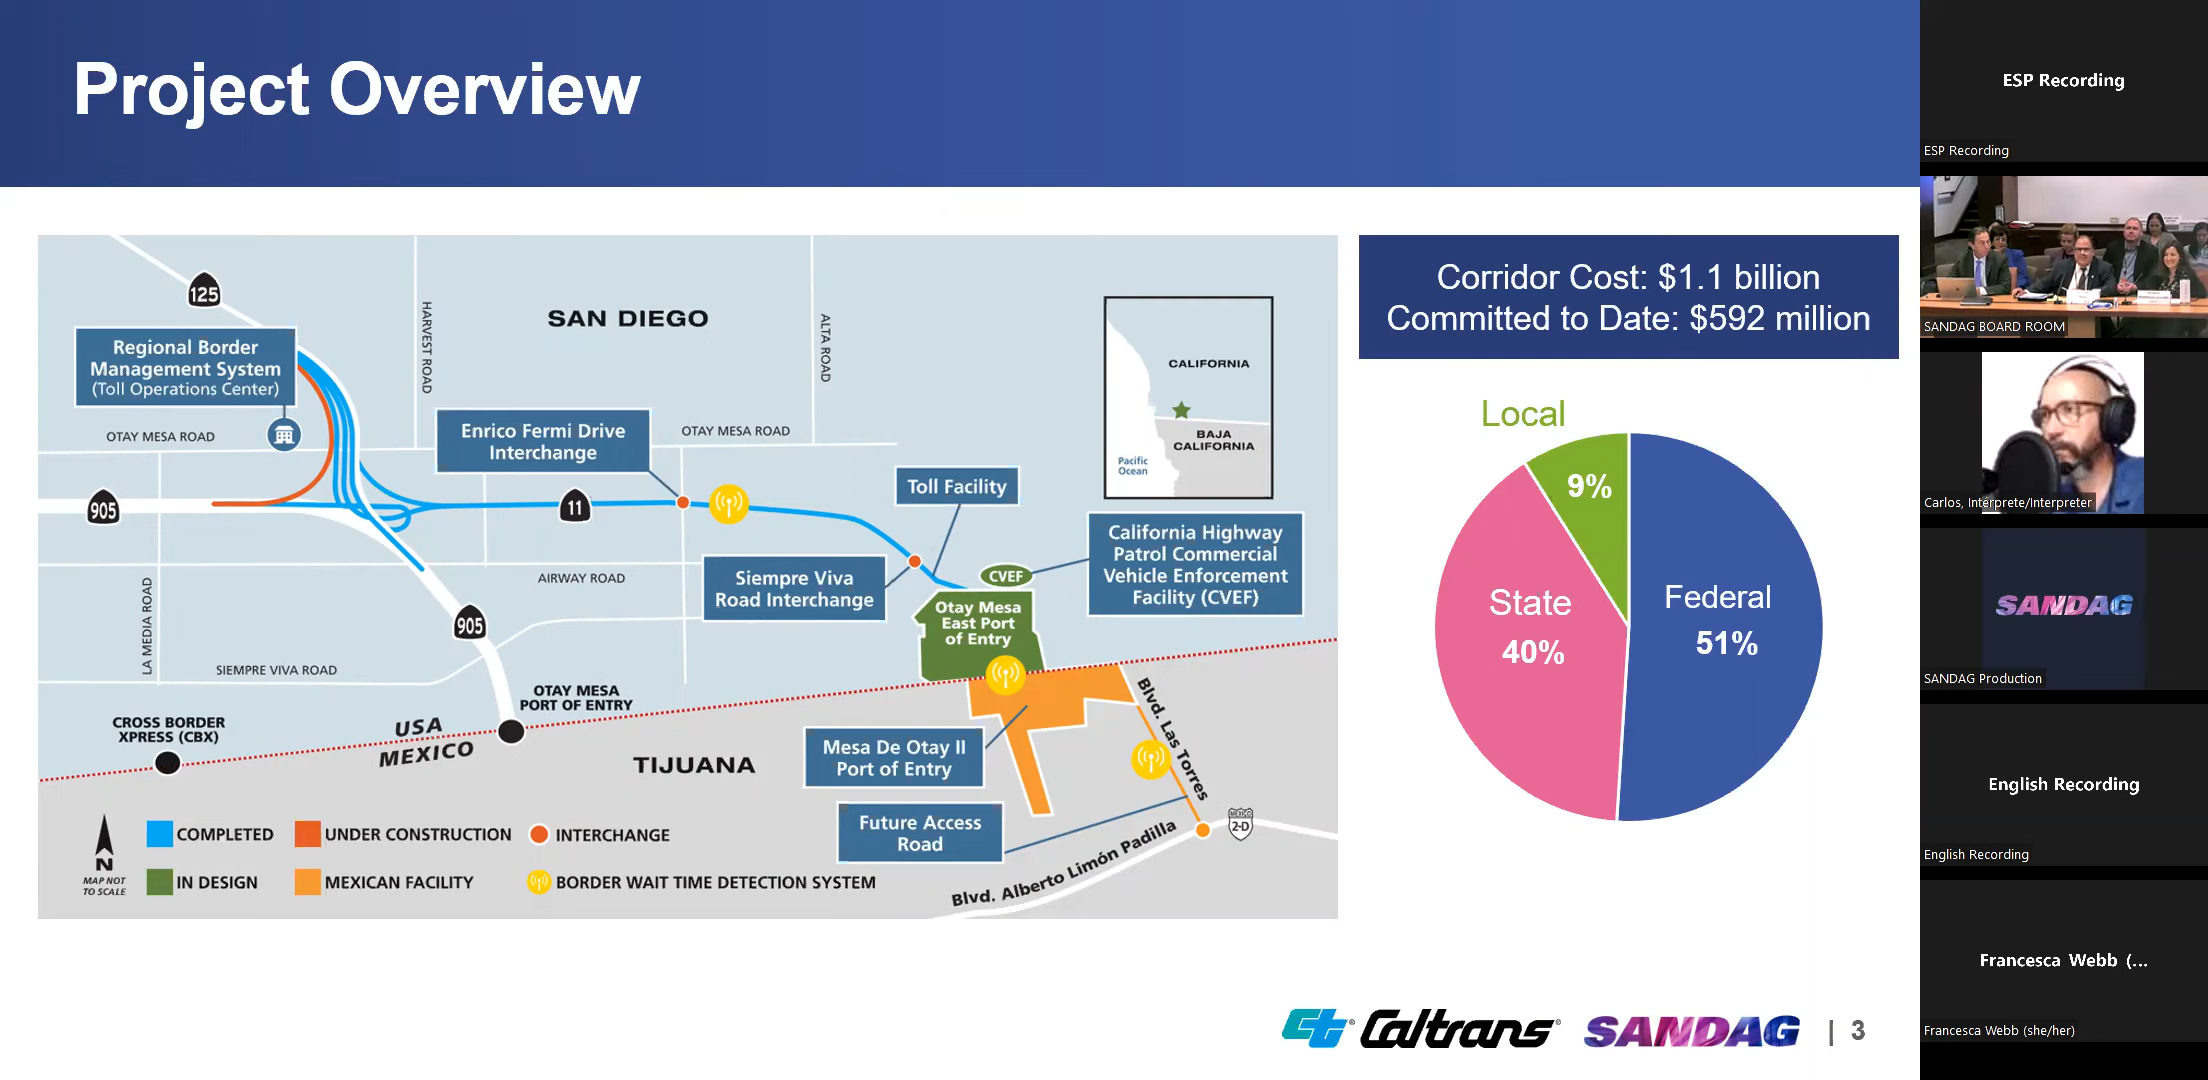 Project Overview
125
SAN DIEGO
HARVEST ROAD
ALTA ROAD
Regional Border
Management System
(Toll Operations Center)
OTAY MESA ROAD
Enrico Fermi Drive
Interchange
OTAY MESA ROAD
905
11
Toll Facility
CALIFORNIA
BAJA
CALIFORNIA
Pacific
Ocean
California Highway
Patrol Commercial
Vehicle Enforcement
Facility (CVEF)
CVEF
AIRWAY ROAD
Siempre Viva
Road Interchange
Otay Mesa
East Port
of Entry
LA MEDIA ROAD
905
SIEMPRE VIVA ROAD
OTAY MESA
PORT OF ENTRY
CROSS BORDER
XPRESS (CBX)
USA
MEXICO
TIJUANA
Mesa De Otay II
Port of Entry
Blvd. Las Torres
Future Access
Road
MEXICO
2-D
Blvd. Alberto Limón Padilla
N
MAP NOT
TO SCALE
COMPLETED
UNDER CONSTRUCTION
INTERCHANGE
IN DESIGN
MEXICAN FACILITY
BORDER WAIT TIME DETECTION SYSTEM
Corridor Cost: $1.1 billion
Committed to Date: $592 million
Local
9%
State
40%
Federal
51%
ct Caltrans
SANDAG
| 3
ESP Recording
ESP Recording
SANDAG BOARD ROOM
Carlos, Intérprete/Interpreter
SANDAG
SANDAG Production
English Recording
English Recording
Francesca Webb (...
Francesca Webb (she/her)